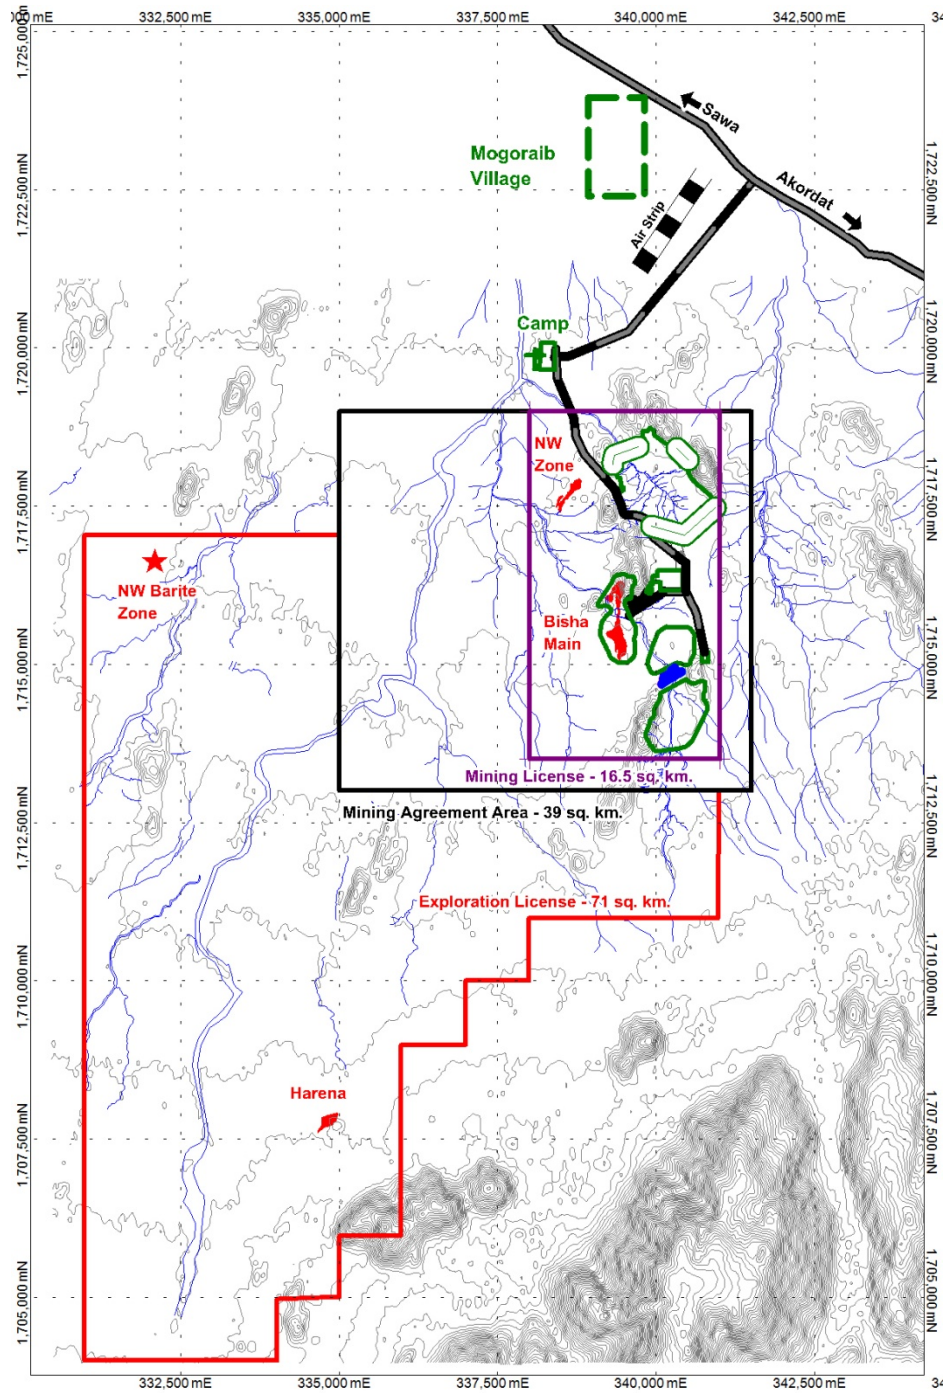 332,500 mE
335,000 mE
337,500 mE
340,000 mE
342,500 mE
1,725,000 mN
Sawa
Mogoraib
Village
1,722,500 mN
1,722,500 mN
Akordat
Air Strip
Camp
1,720,000 mN
1,720,000 mN
NW
Zone
1,717,500 mN
1,717,500 mN
NW Barite
Zone
Bisha
Main
1,715,000 mN
1,715,000 mN
Mining License - 16.5 sq. km.
Mining Agreement Area - 39 sq. km.
1,712,500 mN
1,712,500 mN
Exploration License - 71 sq. km.
1,710,000 mN
1,710,000 mN
Harena
1,707,500 mN
1,707,500 mN
1,705,000 mN
1,705,000 mN
332,500 mE
335,000 mE
337,500 mE
340,000 mE
342,500 mE